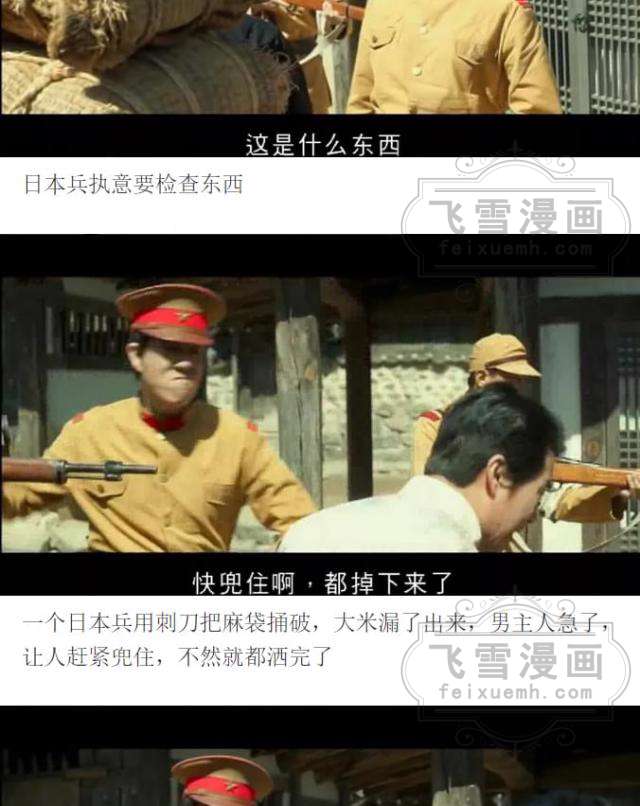 这是什么东西
日本兵执意要检查东西
飞雪漫画
feixuemh.com
快兜住啊，都掉下来了
一个日本兵用刺刀把麻袋捅破，大米漏了出来，男主人急了，
让人赶紧兜住，不然就都洒完了
飞雪漫画
feixuemh.com